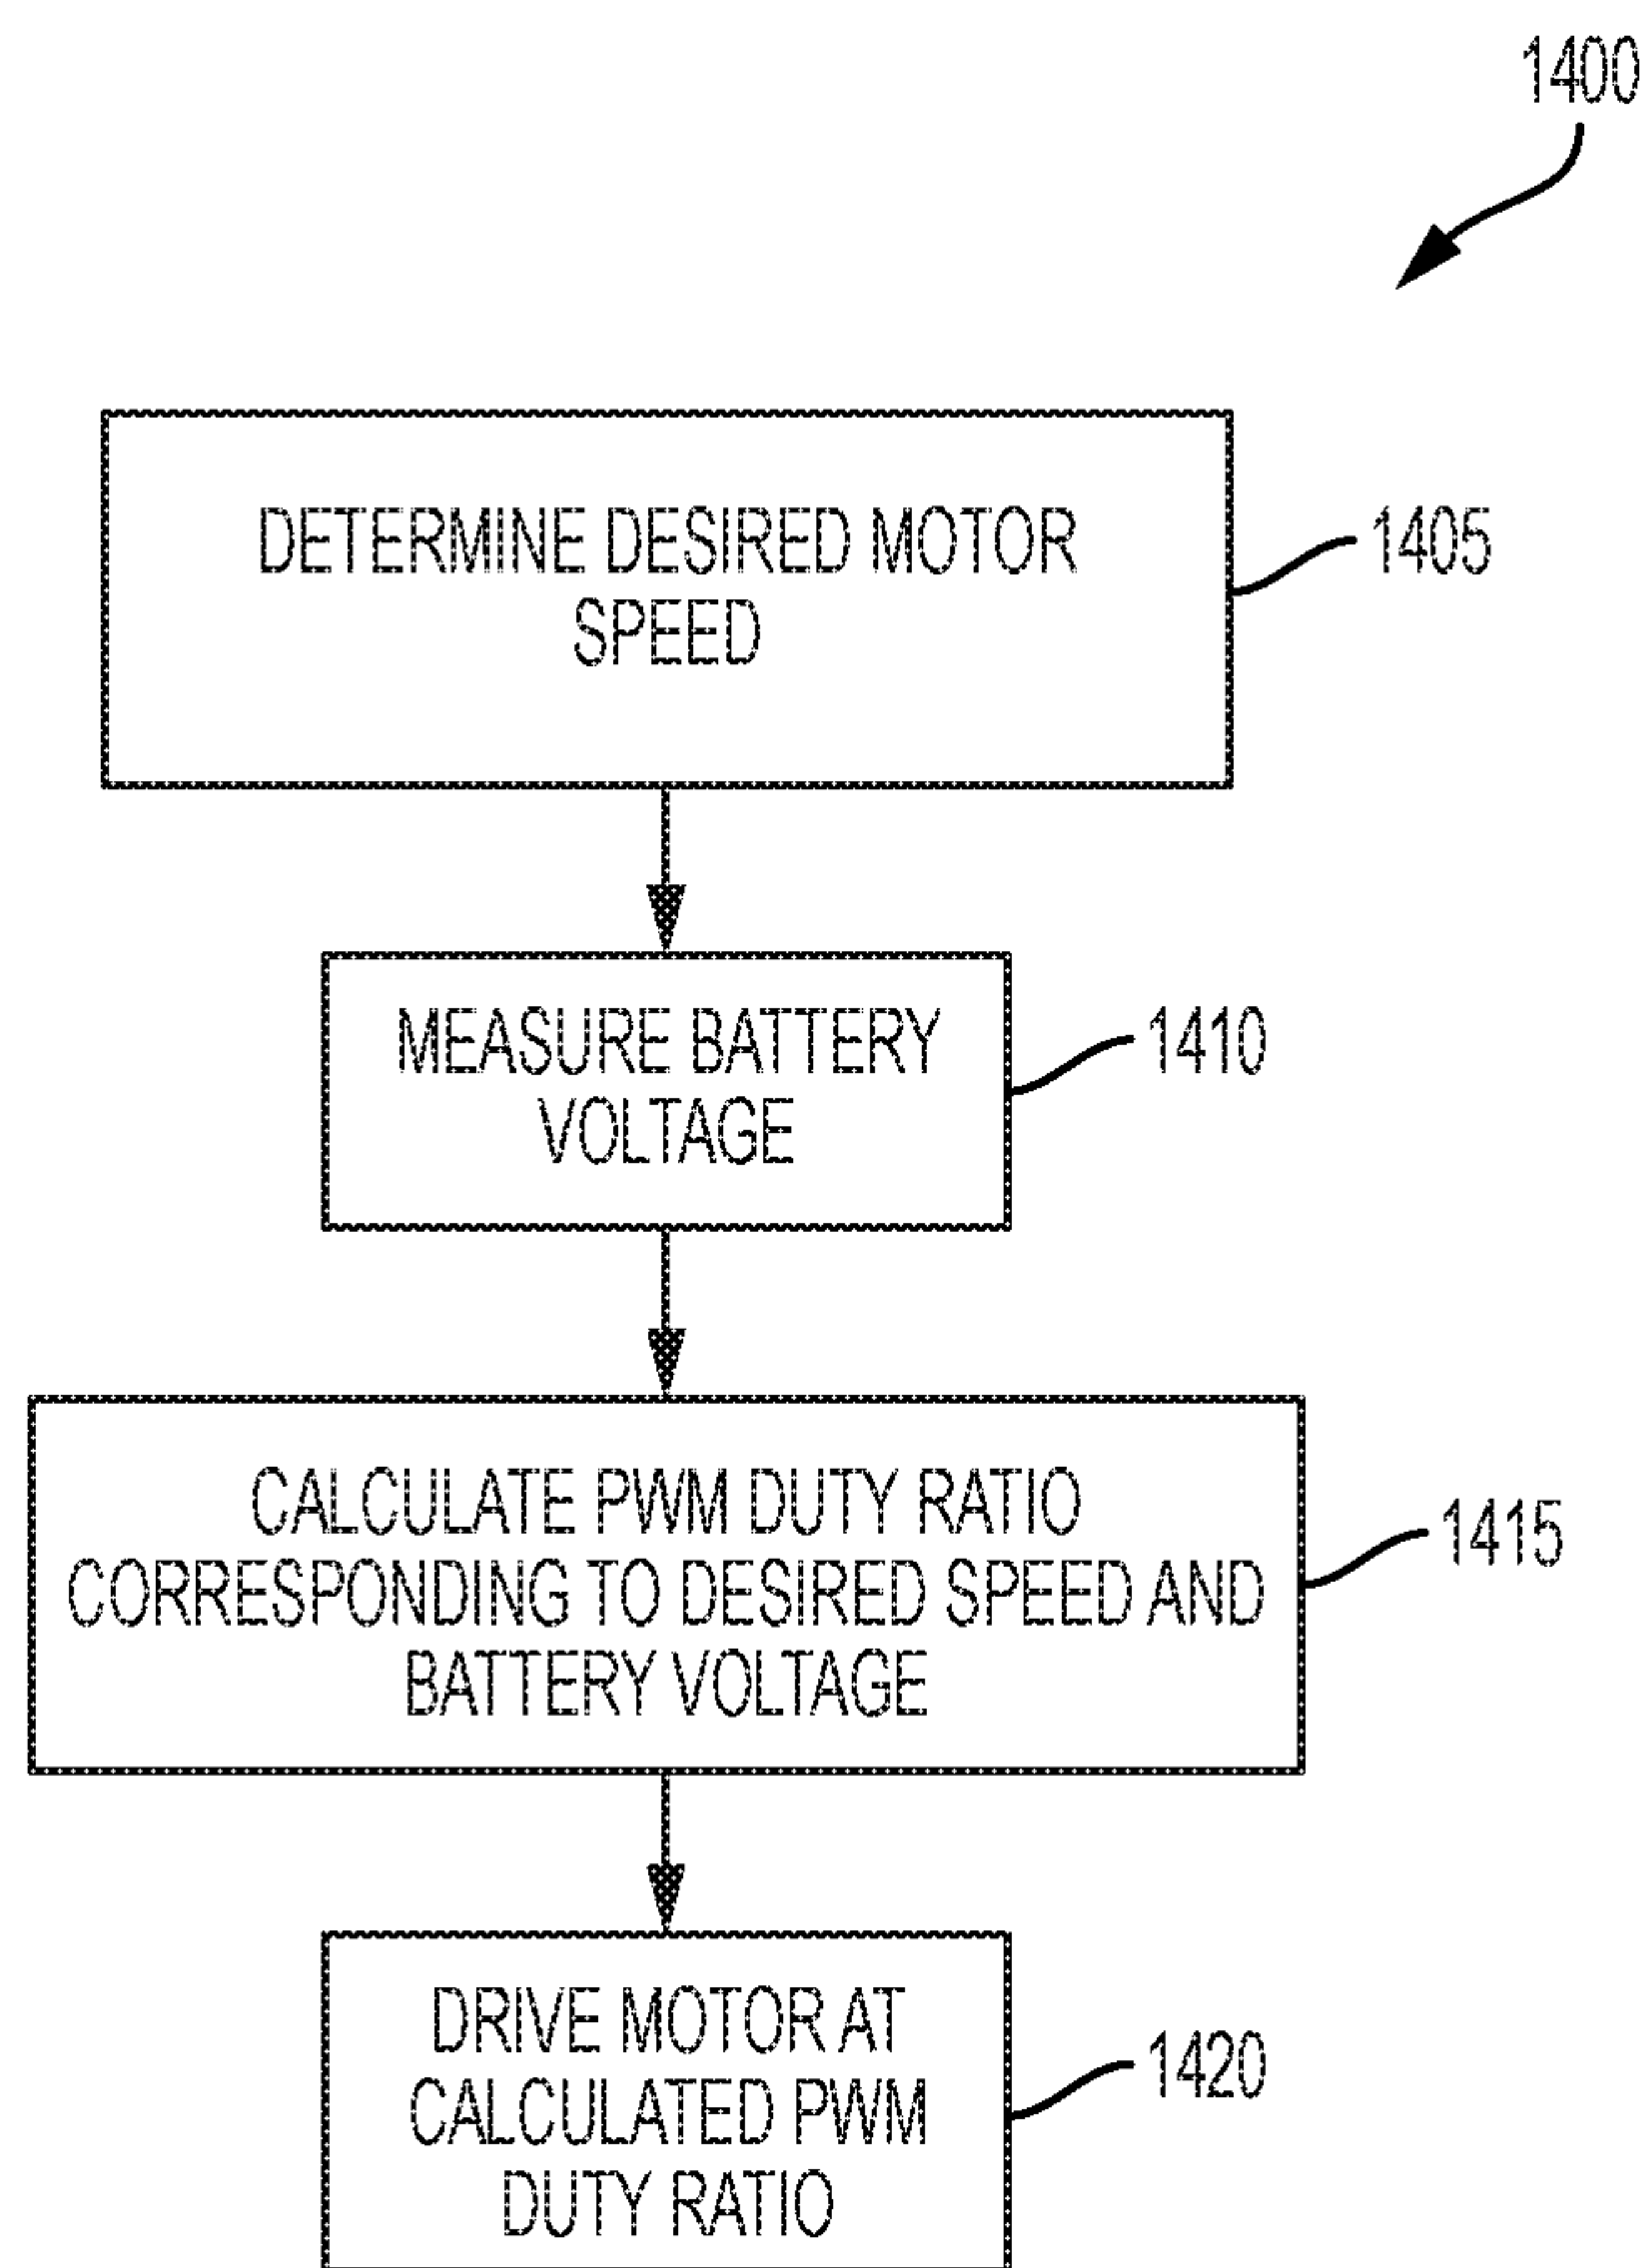 1400
DETERMINE DESIRED MOTOR
SPEED
1405
MEASURE BATTERY
VOLTAGE
1410
CALCULATE PWM DUTY RATIO
CORRESPONDING TO DESIRED SPEED AND
BATTERY VOLTAGE
1415
DRIVE MOTOR AT
CALCULATED PWM
DUTY RATIO
1420